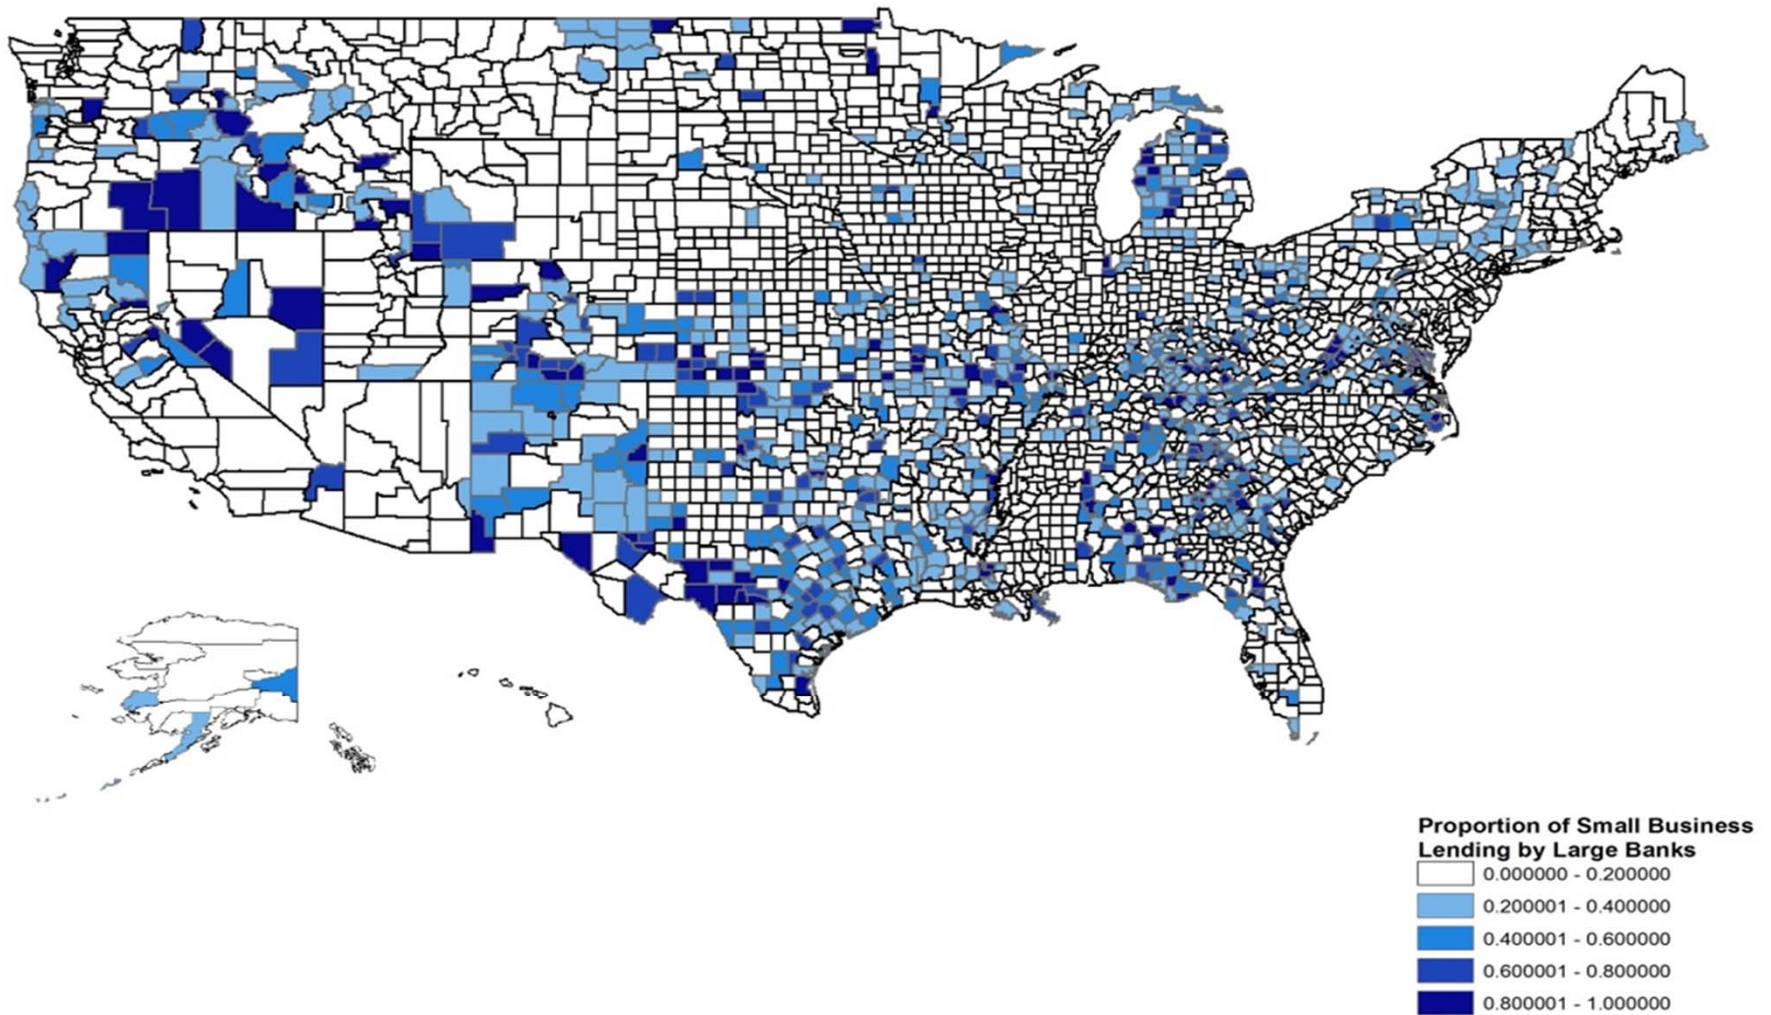 Proportion of Small Business
Lending by Large Banks
0.000000 - 0.200000
0.200001 - 0.400000
0.400001 - 0.600000
0.600001 - 0.800000
0.800001 - 1.000000